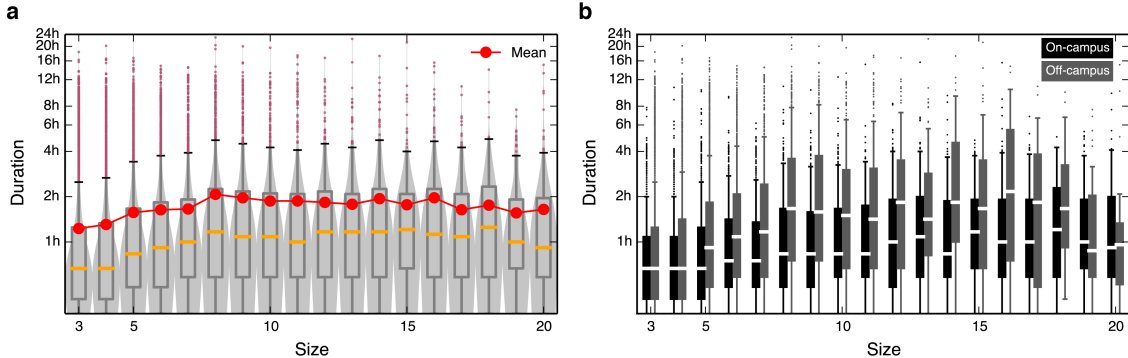 a
24h
20h
16h
12h
8h
6h
4h
2h
1h
Duration
3
5
10
15
20
Size
Mean
b
24h
20h
16h
12h
8h
6h
4h
2h
1h
Duration
3
5
10
15
20
Size
On-campus
Off-campus